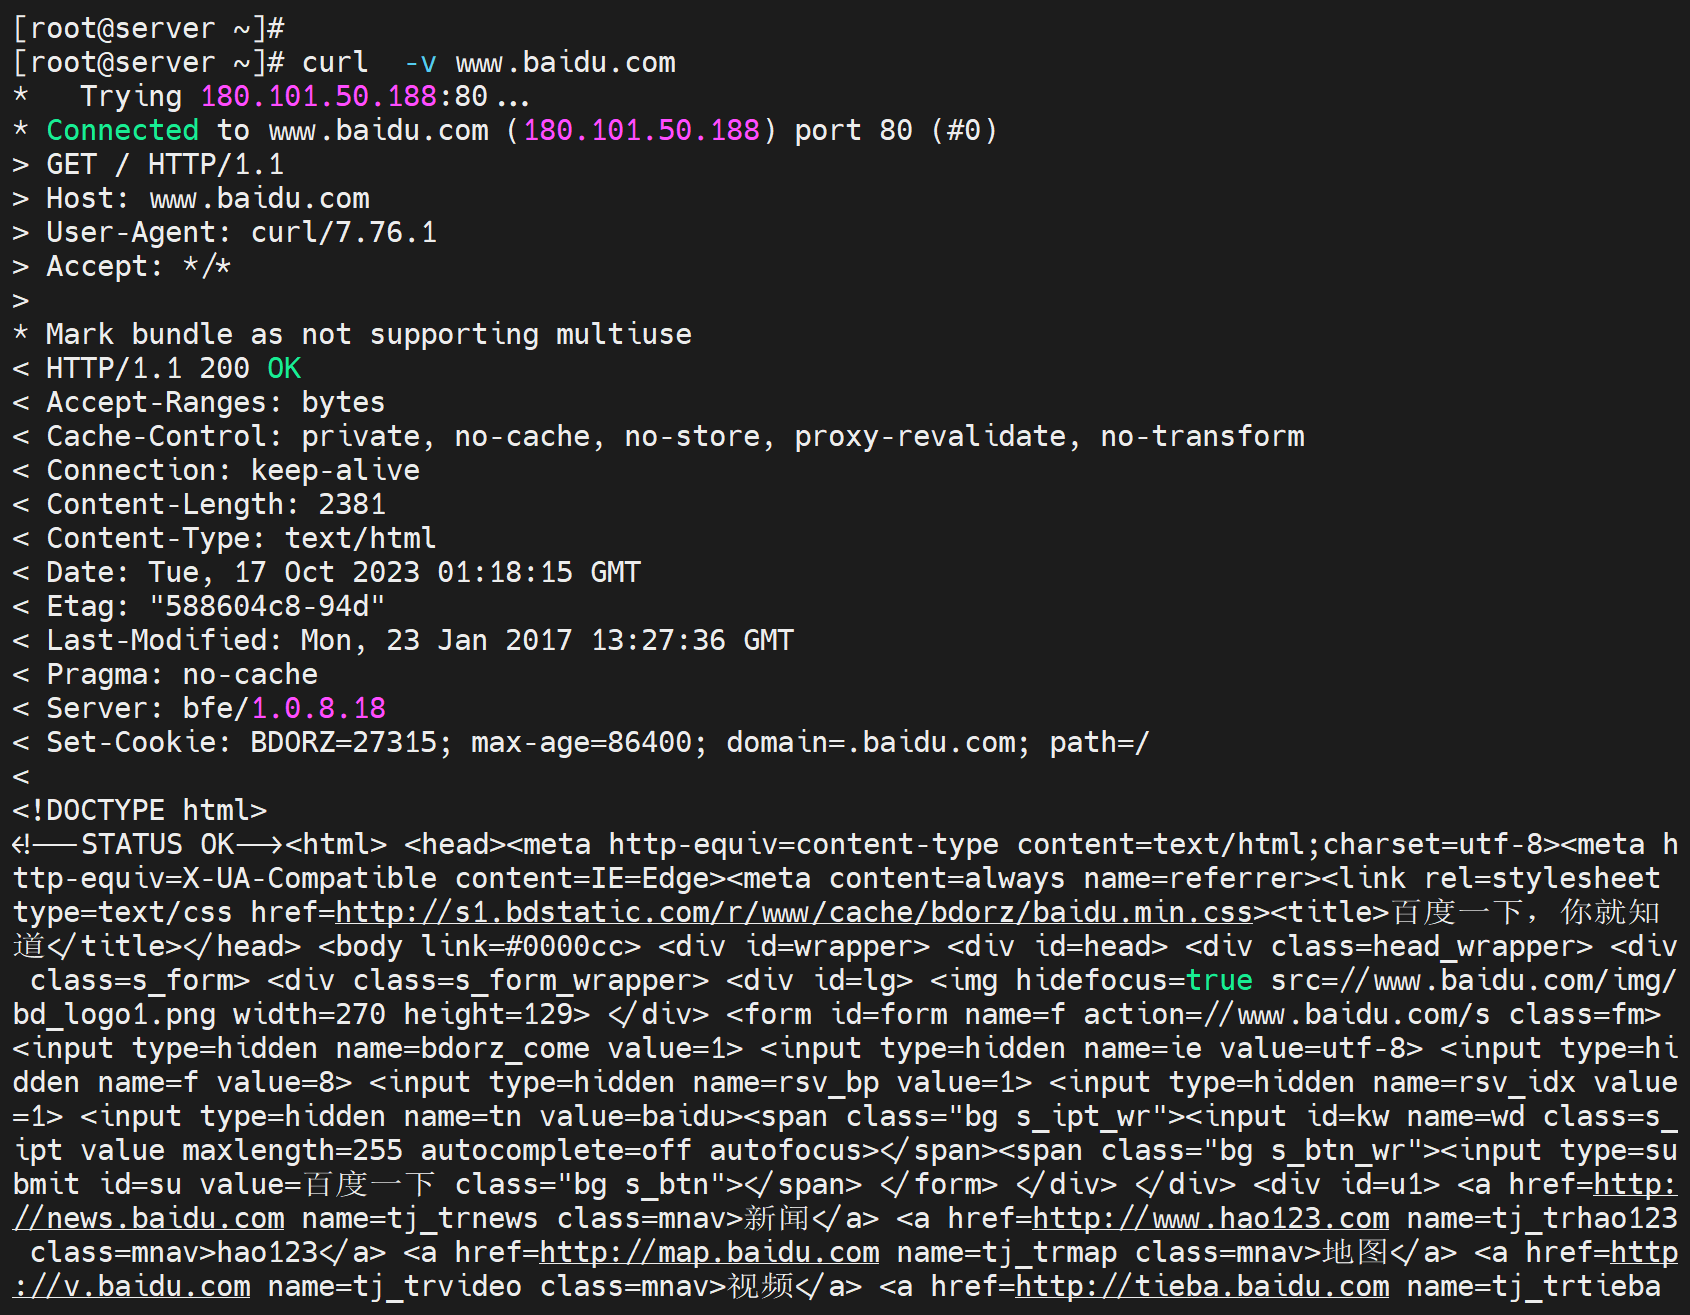 [root@server ~]#
[root@server ~]# curl  -v www.baidu.com
*   Trying 180.101.50.188:80...
* Connected to www.baidu.com (180.101.50.188) port 80 (#0)
> GET / HTTP/1.1
> Host: www.baidu.com
> User-Agent: curl/7.76.1
> Accept: */*
>
* Mark bundle as not supporting multiuse
< HTTP/1.1 200 OK
< Accept-Ranges: bytes
< Cache-Control: private, no-cache, no-store, proxy-revalidate, no-transform
< Connection: keep-alive
< Content-Length: 2381
< Content-Type: text/html
< Date: Tue, 17 Oct 2023 01:18:15 GMT
< Etag: "588604c8-94d"
< Last-Modified: Mon, 23 Jan 2017 13:27:36 GMT
< Pragma: no-cache
< Server: bfe/1.0.8.18
< Set-Cookie: BDORZ=27315; max-age=86400; domain=.baidu.com; path=/
<
<!DOCTYPE html>
<!--STATUS OK--><html> <head><meta http-equiv=content-type content=text/html;charset=utf-8><meta h
ttp-equiv=X-UA-Compatible content=IE=Edge><meta content=always name=referrer><link rel=stylesheet
type=text/css href=http://s1.bdstatic.com/r/www/cache/bdorz/baidu.min.css><title>百度一下，你就知
道</title></head> <body link=#0000cc> <div id=wrapper> <div id=head> <div class=head_wrapper> <div
 class=s_form> <div class=s_form_wrapper> <div id=lg> <img hidefocus=true src=//www.baidu.com/img/
bd_logo1.png width=270 height=129> </div> <form id=form name=f action=//www.baidu.com/s class=fm>
<input type=hidden name=bdorz_come value=1> <input type=hidden name=ie value=utf-8> <input type=hi
dden name=f value=8> <input type=hidden name=rsv_bp value=1> <input type=hidden name=rsv_idx value
=1> <input type=hidden name=tn value=baidu><span class="bg s_ipt_wr"><input id=kw name=wd class=s_
ipt value maxlength=255 autocomplete=off autofocus></span><span class="bg s_btn_wr"><input type=su
bmit id=su value=百度一下 class="bg s_btn"></span> </form> </div> </div> <div id=u1> <a href=http:
//news.baidu.com name=tj_trnews class=mnav>新闻</a> <a href=http://www.hao123.com name=tj_trhao123
 class=mnav>hao123</a> <a href=http://map.baidu.com name=tj_trmap class=mnav>地图</a> <a href=http
://v.baidu.com name=tj_trvideo class=mnav>视频</a> <a href=http://tieba.baidu.com name=tj_trtieba